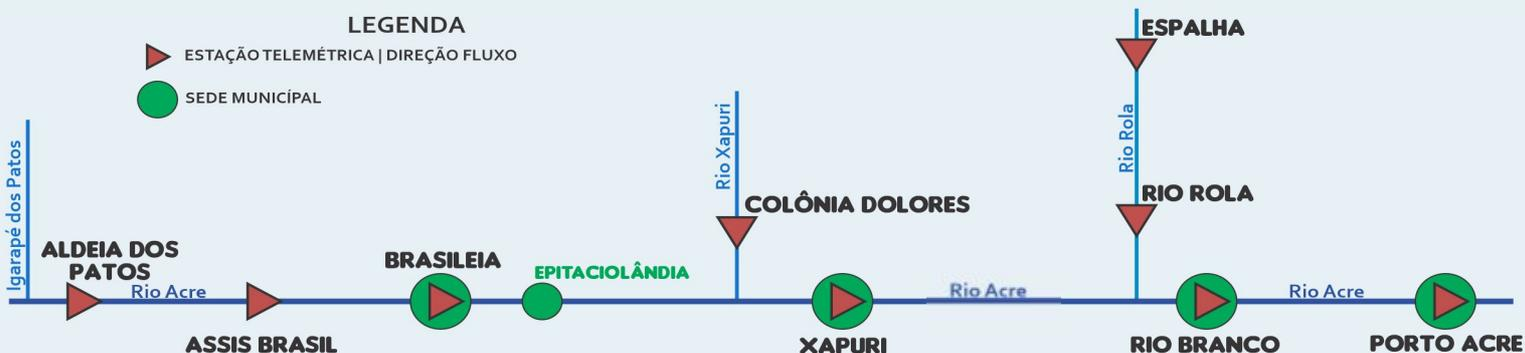 LEGENDA
ESTAÇÃO TELEMÉTRICA | DIREÇÃO FLUXO
SEDE MUNICÍPAL
Igarapé dos Patos
ALDEIA DOS
PATOS
Rio Acre
ASSIS BRASIL
BRASILEIA
EPITACIOLÂNDIA
Rio Xapuri
COLÔNIA DOLORES
XAPURI
Rio Acre
ESPALHA
Rio Rola
RIO ROLA
RIO BRANCO
Rio Acre
PORTO ACRE